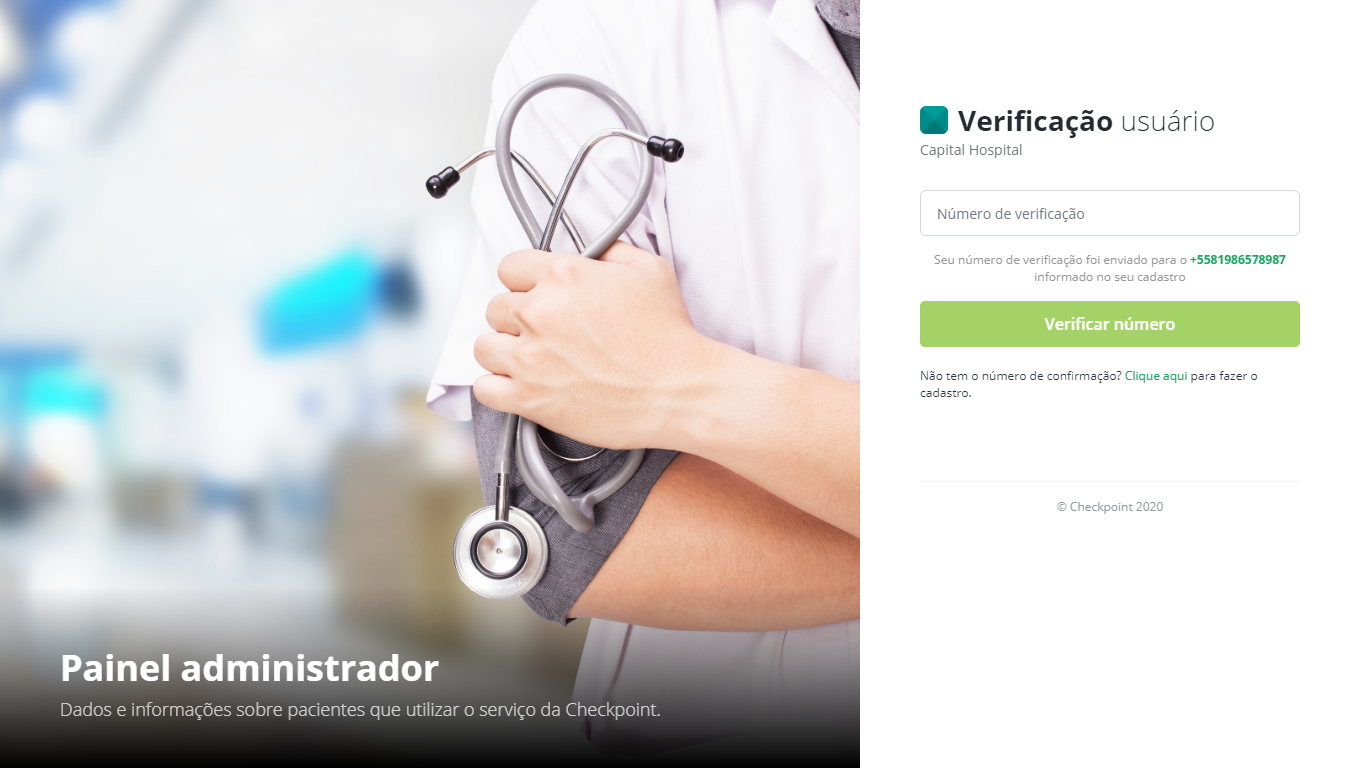 Verificação usuário
Capital Hospital
Número de verificação
Seu número de verificação foi enviado para o +5581986578987
informado no seu cadastro
Verificar número
Não tem o número de confirmação? Clique aqui para fazer o
cadastro.
© Checkpoint 2020
Painel administrador
Dados e informações sobre pacientes que utilizar o serviço da Checkpoint.